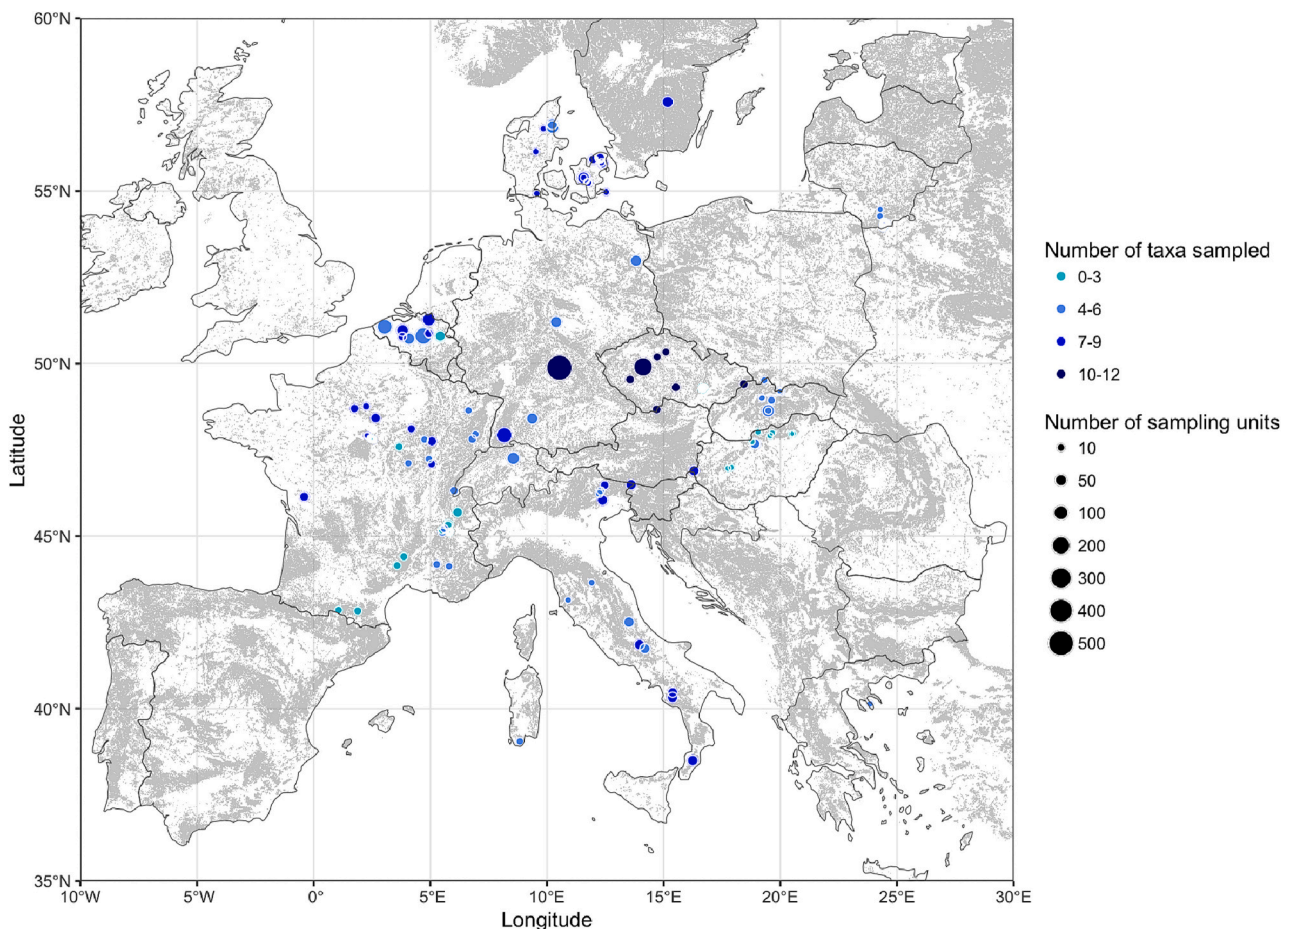 60°N
55°N
50°N
45°N
40°N
35°N
Latitude
10°W
5°W
0°
5°E
10°E
15°E
20°E
25°E
30°E
Longitude
Number of taxa sampled
0-3
4-6
7-9
10-12
Number of sampling units
10
50
100
200
300
400
500